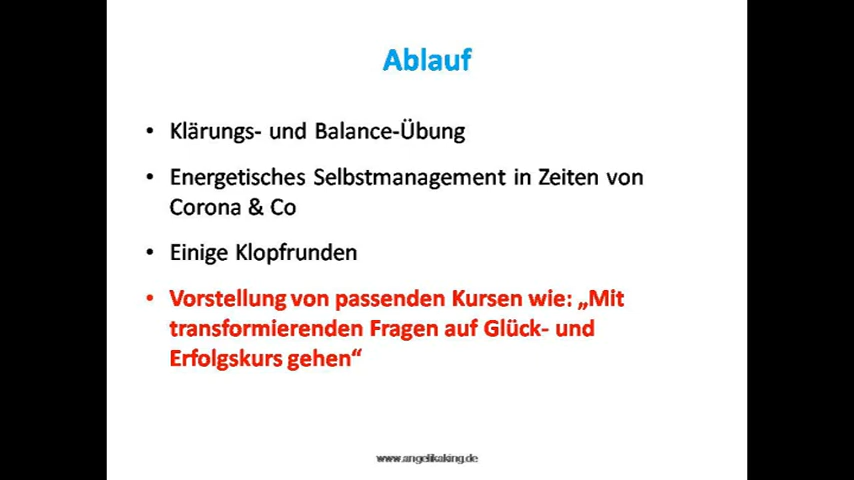 Ablauf
• Klärungs- und Balance-Übung
• Energetisches Selbstmanagement in Zeiten von
Corona & Co
• Einige Klopfrunden
• Vorstellung von passenden Kursen wie: „Mit
transformierenden Fragen auf Glück- und
Erfolgskurs gehen“
www.angelikaking.de